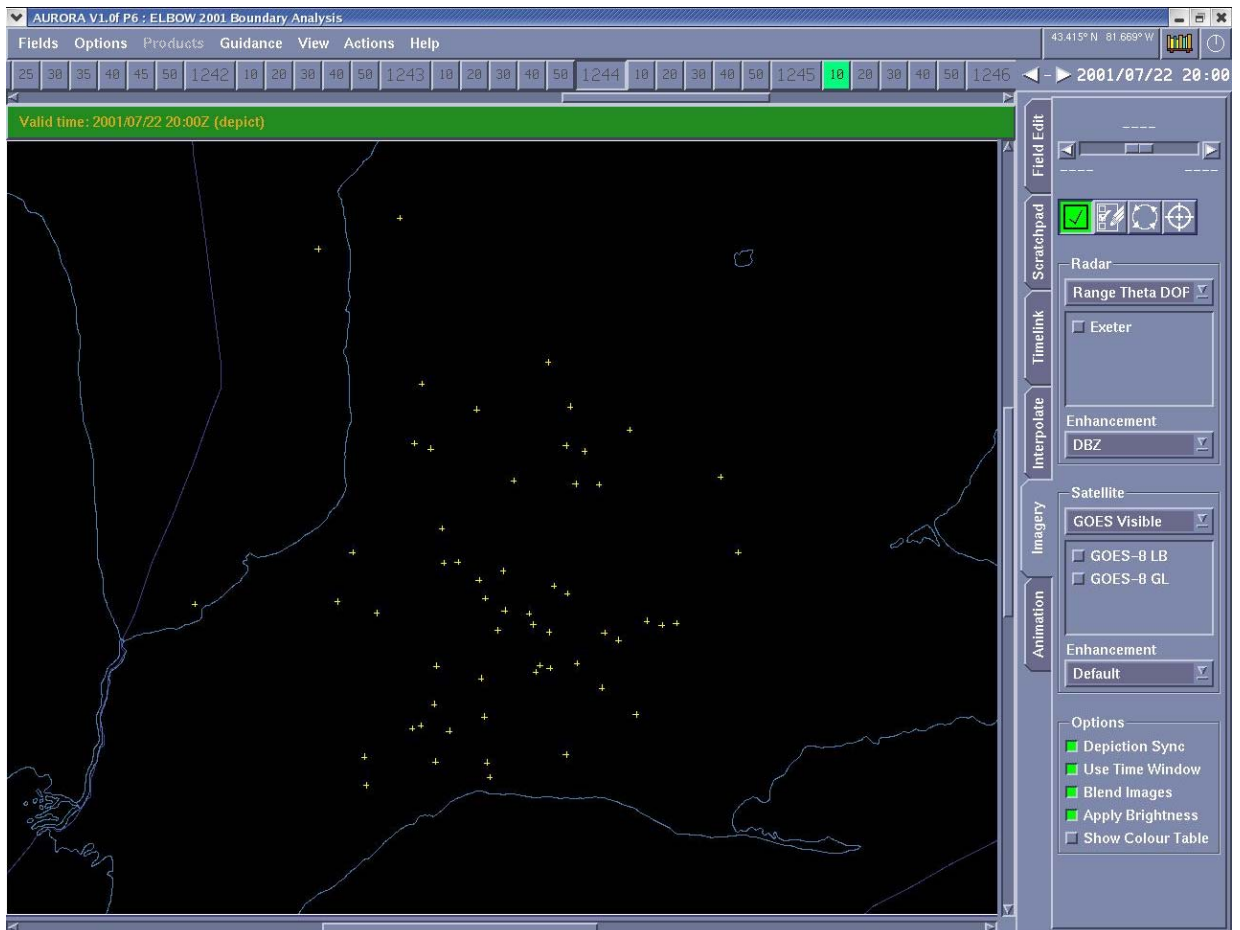 AURORA V1.0f P6 : ELBOW 2001 Boundary Analysis
Fields Options Products Guidance View Actions Help
43.415° N 81.669° W
25 30 35 40 45 50 1242 10 20 30 40 50 1243 10 20 30 40 50 1244 10 20 30 40 50 1245 10 20 30 40 50 1246
2001/07/22 20:00
Valid time: 2001/07/22 20:00Z (depict)
Field Edit
Scratchpad
Timelink
Interpolate
Imagery
Animation
----
---- ----
Radar
Range Theta DOP
Exeter
Enhancement
DBZ
Satellite
GOES Visible
GOES-8 LB
GOES-8 GL
Enhancement
Default
Options
Depiction Sync
Use Time Window
Blend Images
Apply Brightness
Show Colour Table